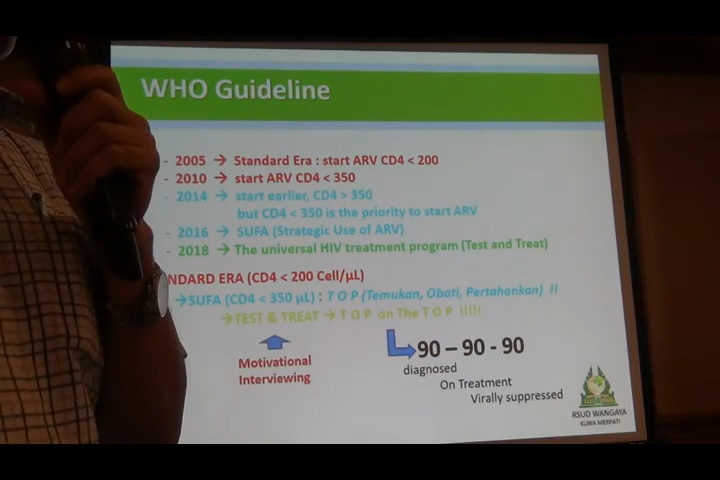 WHO Guideline
- 2005 → Standard Era : start ARV CD4 < 200
- 2010 → start ARV CD4 < 350
- 2014 → start earlier, CD4 > 350
but CD4 < 350 is the priority to start ARV
- 2016 → SUFA (Strategic Use of ARV)
- 2018 → The universal HIV treatment program (Test and Treat)
NDARD ERA (CD4 < 200 Cell/µL)
→SUFA (CD4 < 350 µL) : T O P (Temukan, Obati, Pertahankan) !!
→TEST & TREAT → T O P on The T O P !!!!!
Motivational
Interviewing
90 – 90 - 90
diagnosed
On Treatment
Virally suppressed
RSUD WANGAYA
KLINIK MERPATI